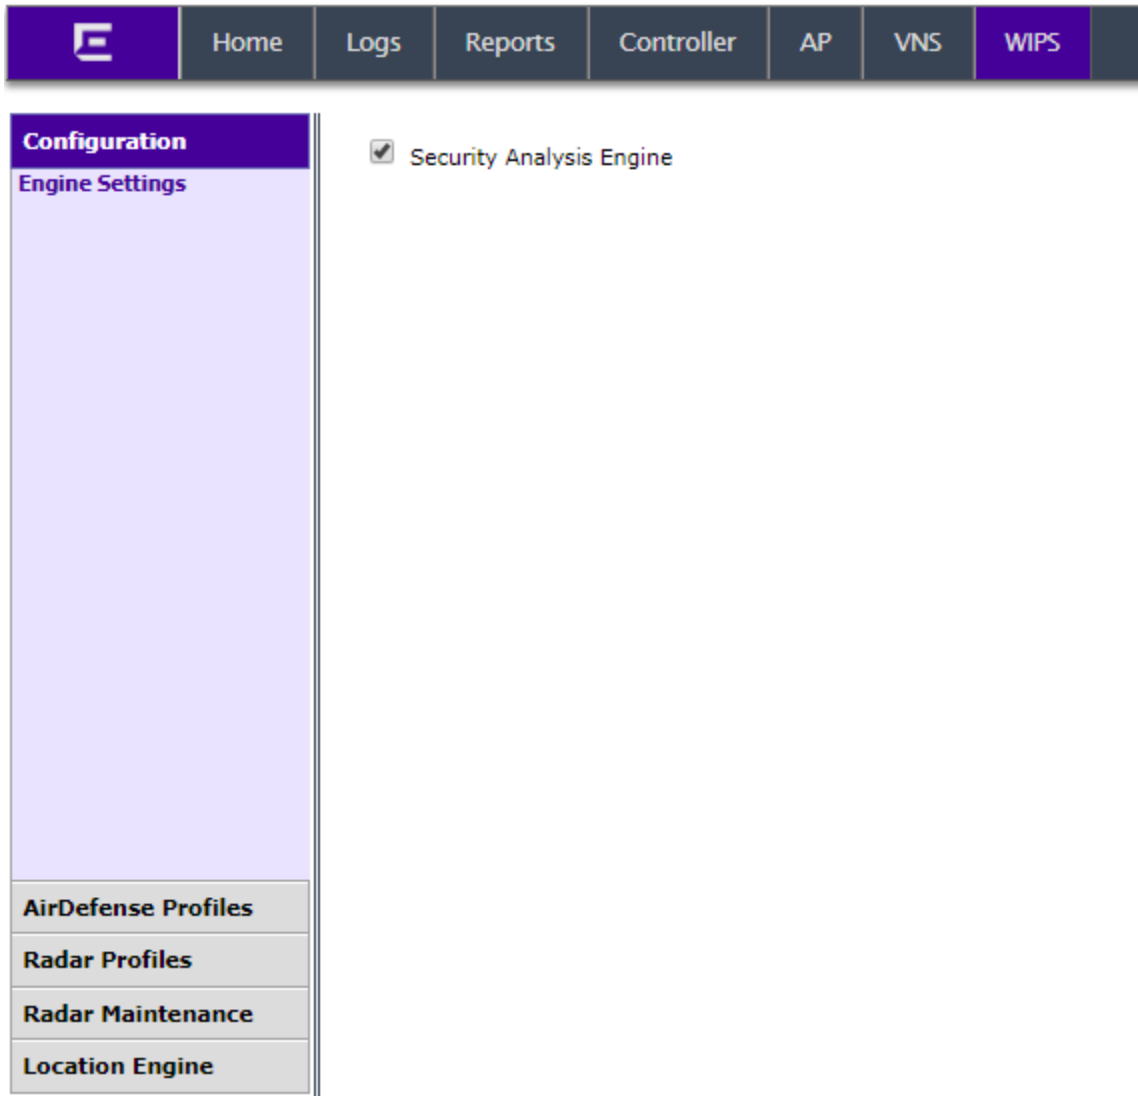 Home Logs Reports Controller AP VNS WIPS
Configuration
Engine Settings
Security Analysis Engine
AirDefense Profiles
Radar Profiles
Radar Maintenance
Location Engine